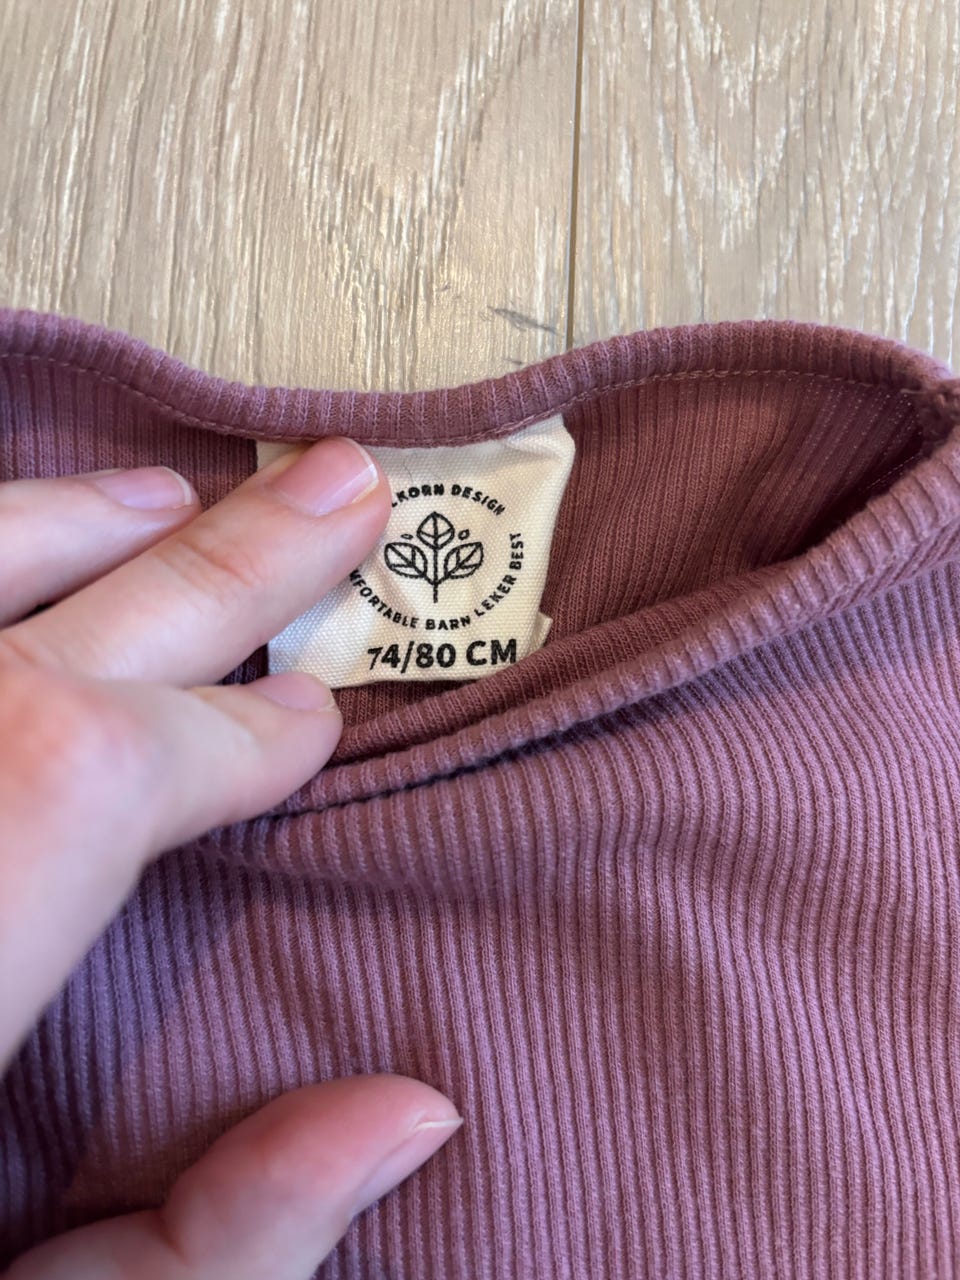 DESIGN
BARN LEKER BEST
74/80 CM